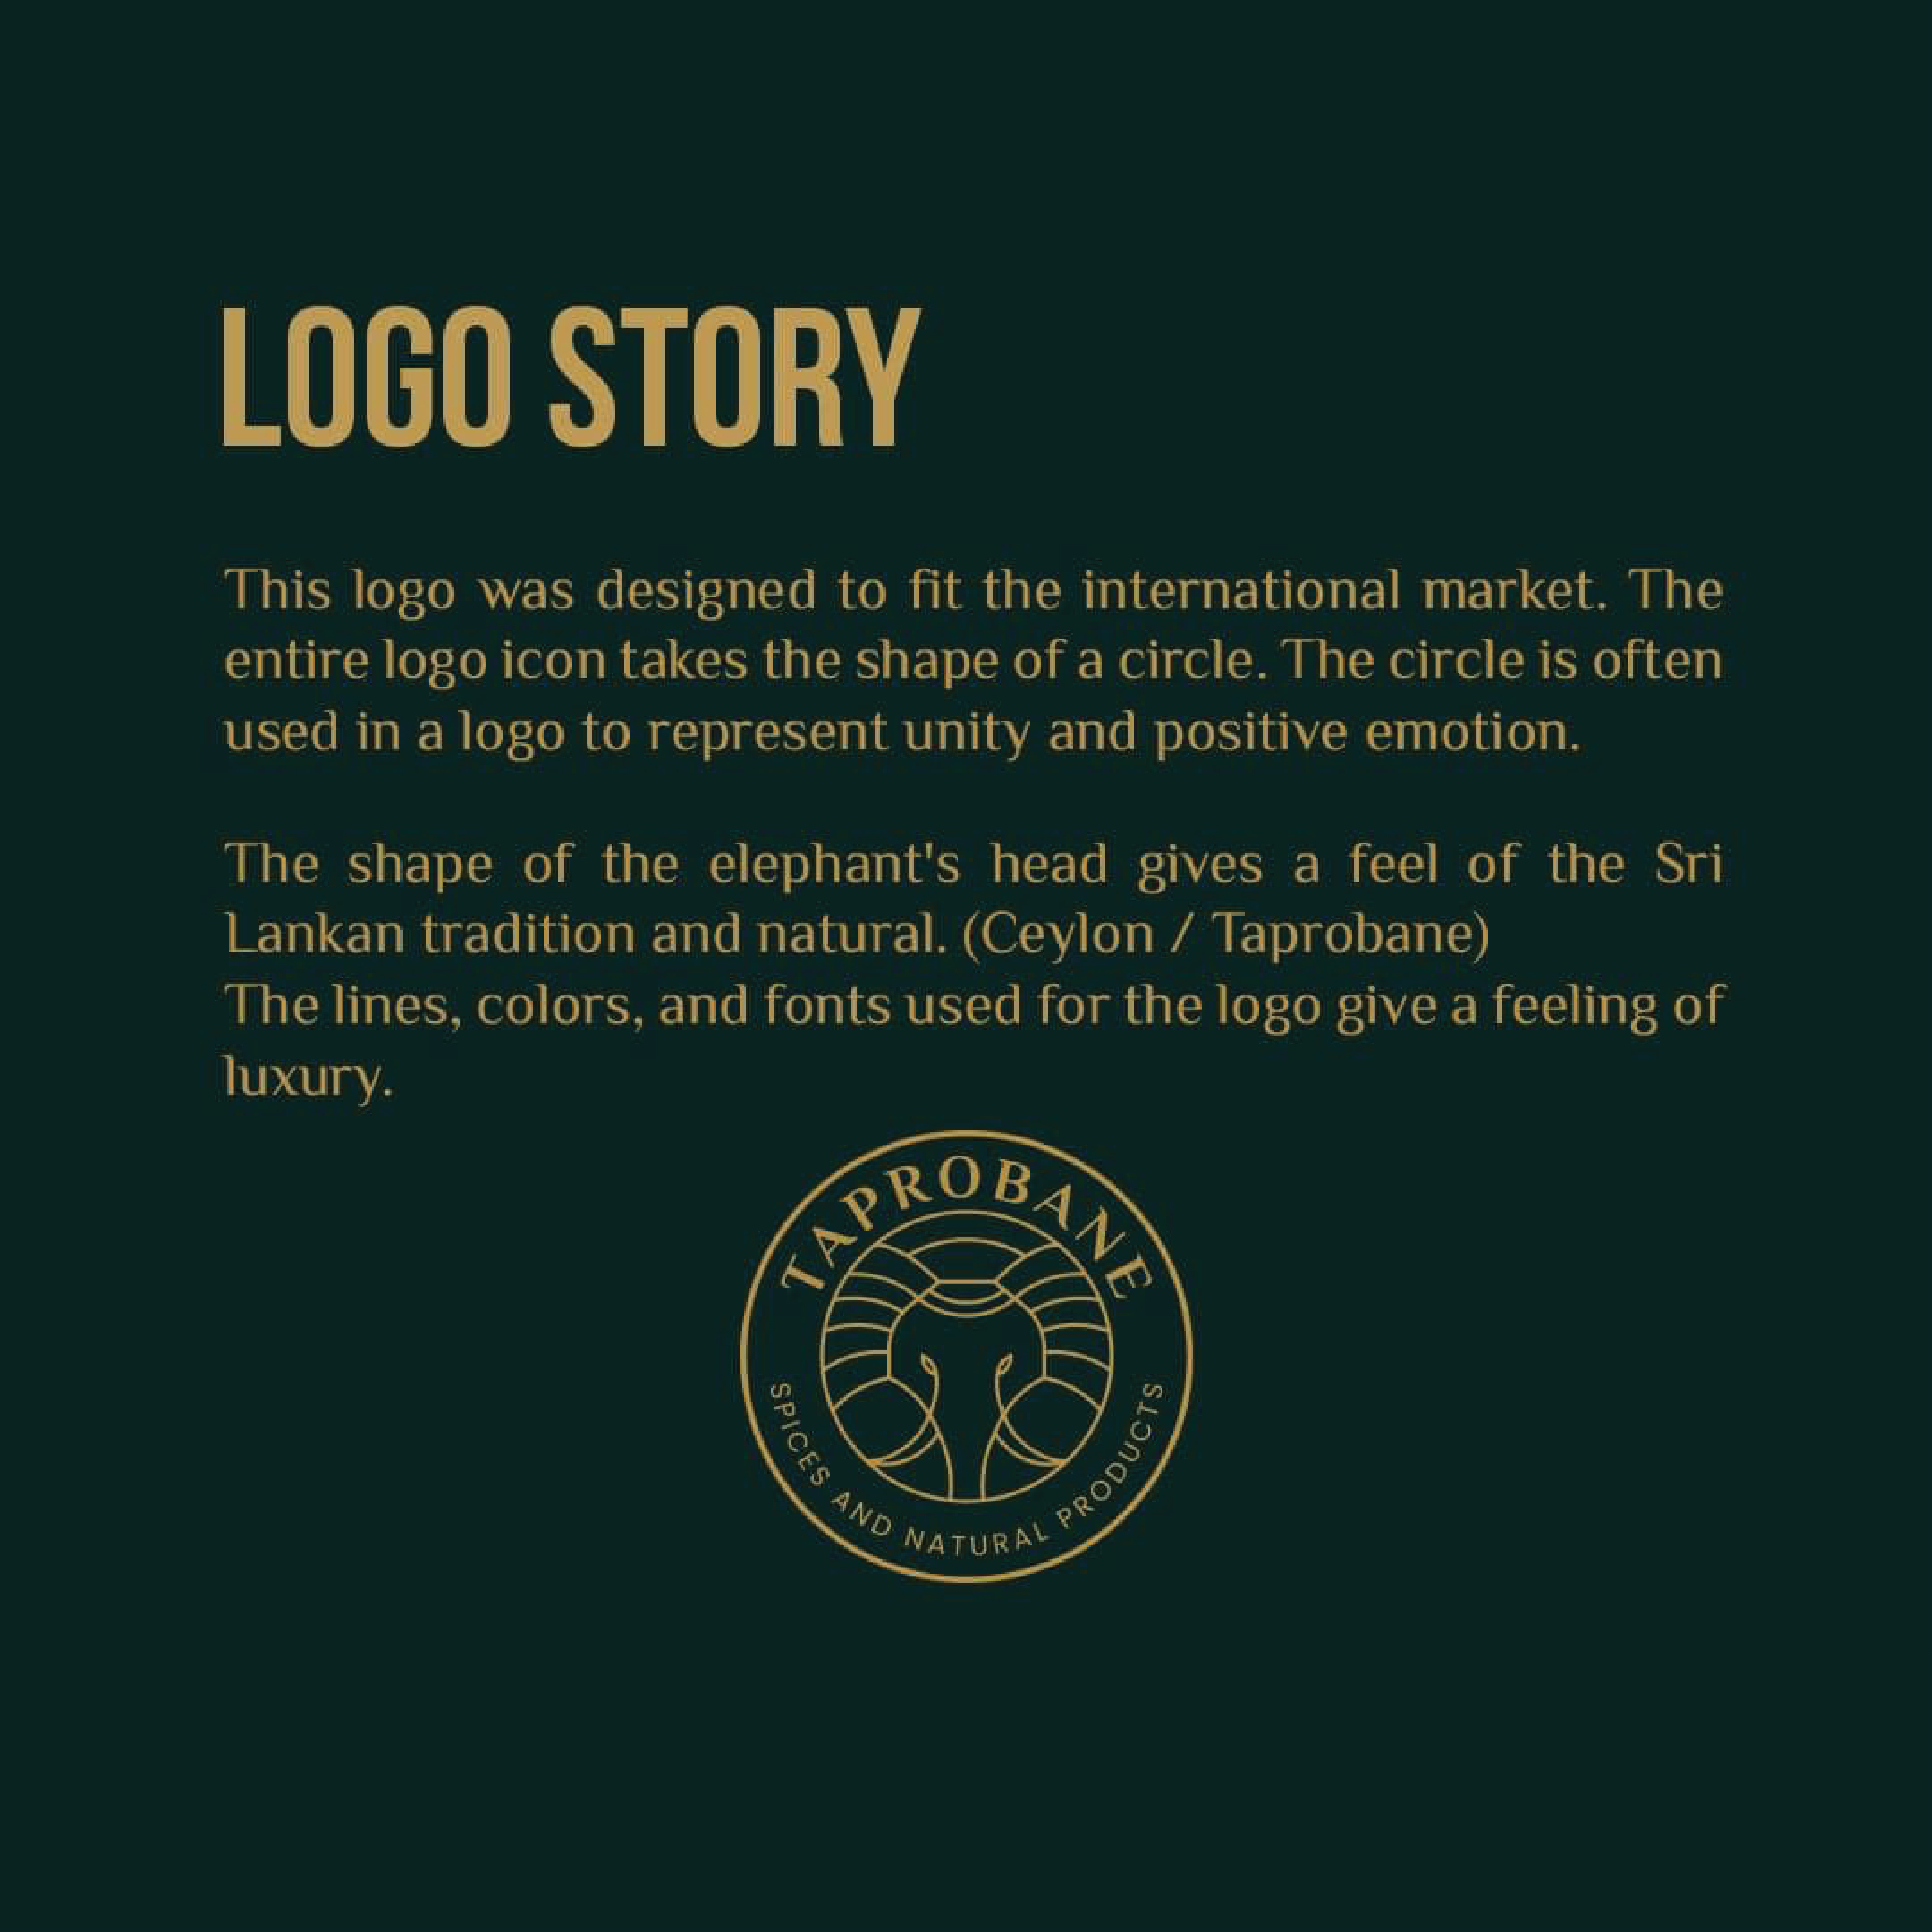 LOGO STORY
This logo was designed to fit the international market. The
entire logo icon takes the shape of a circle. The circle is often
used in a logo to represent unity and positive emotion.
The shape of the elephant's head gives a feel of the Sri
Lankan tradition and natural. (Ceylon / Taprobane)
The lines, colors, and fonts used for the logo give a feeling of
luxury.
TAPROBANE
SPICES AND NATURAL PRODUCTS